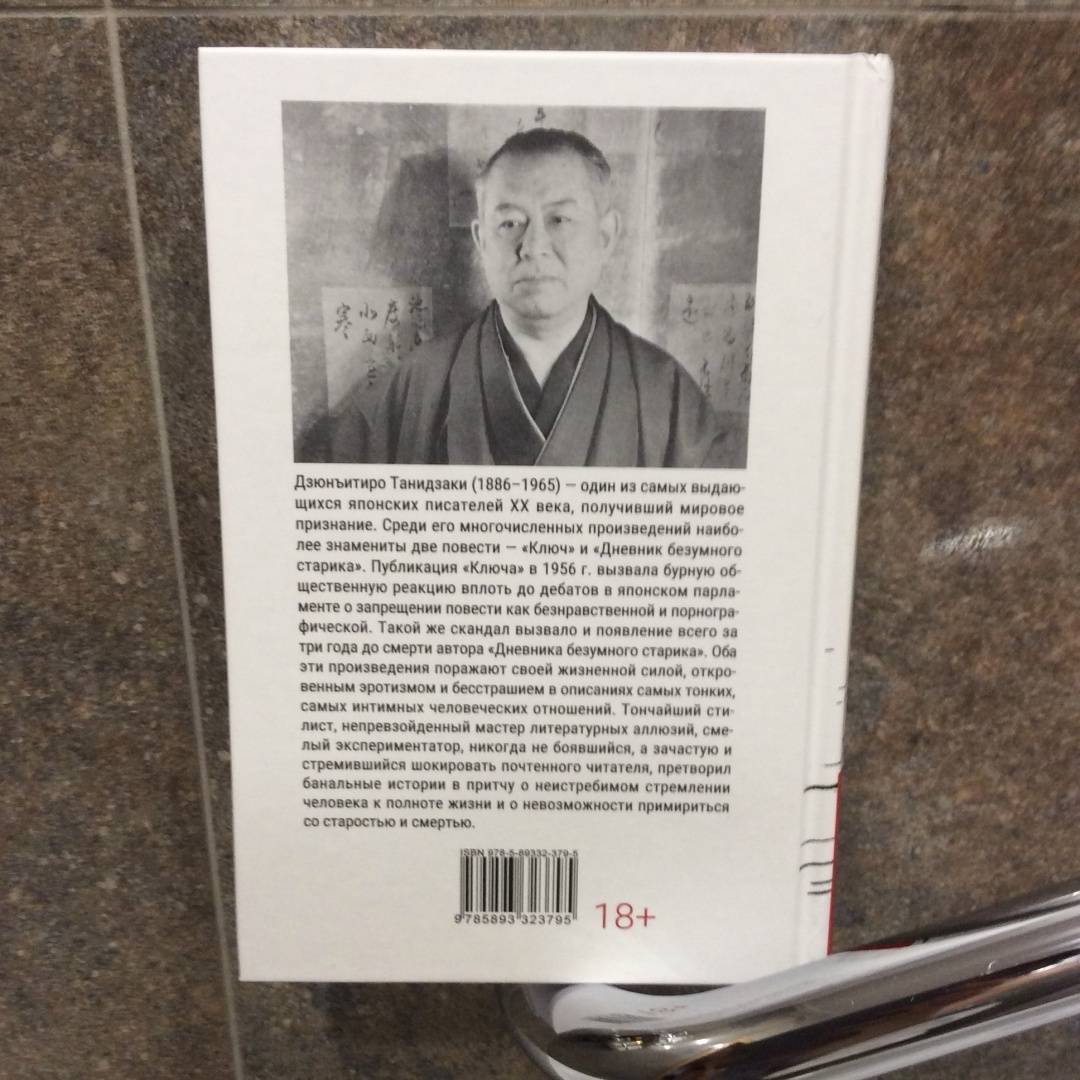 Дзюнъитиро Танидзаки (1886–1965) — один из самых выдаю-
щихся японских писателей XX века, получивший мировое
признание. Среди его многочисленных произведений наибо-
лее знамениты две повести — «Ключ» и «Дневник безумного
старика». Публикация «Ключа» в 1956 г. вызвала бурную об-
щественную реакцию вплоть до дебатов в японском парла-
менте о запрещении повести как безнравственной и порногра-
фической. Такой же скандал вызвало и появление всего за
три года до смерти автора «Дневника безумного старика». Оба
эти произведения поражают своей жизненной силой, откро-
венным эротизмом и бесстрашием в описаниях самых тонких,
самых интимных человеческих отношений. Тончайший сти-
лист, непревзойденный мастер литературных аллюзий, сме-
лый экспериментатор, никогда не боявшийся, а зачастую и
стремившийся шокировать почтенного читателя, претворил
банальные истории в притчу о неистребимом стремлении
человека к полноте жизни и о невозможности примириться
со старостью и смертью.
ISBN 978-5-89332-379-5
9785893323795
18+